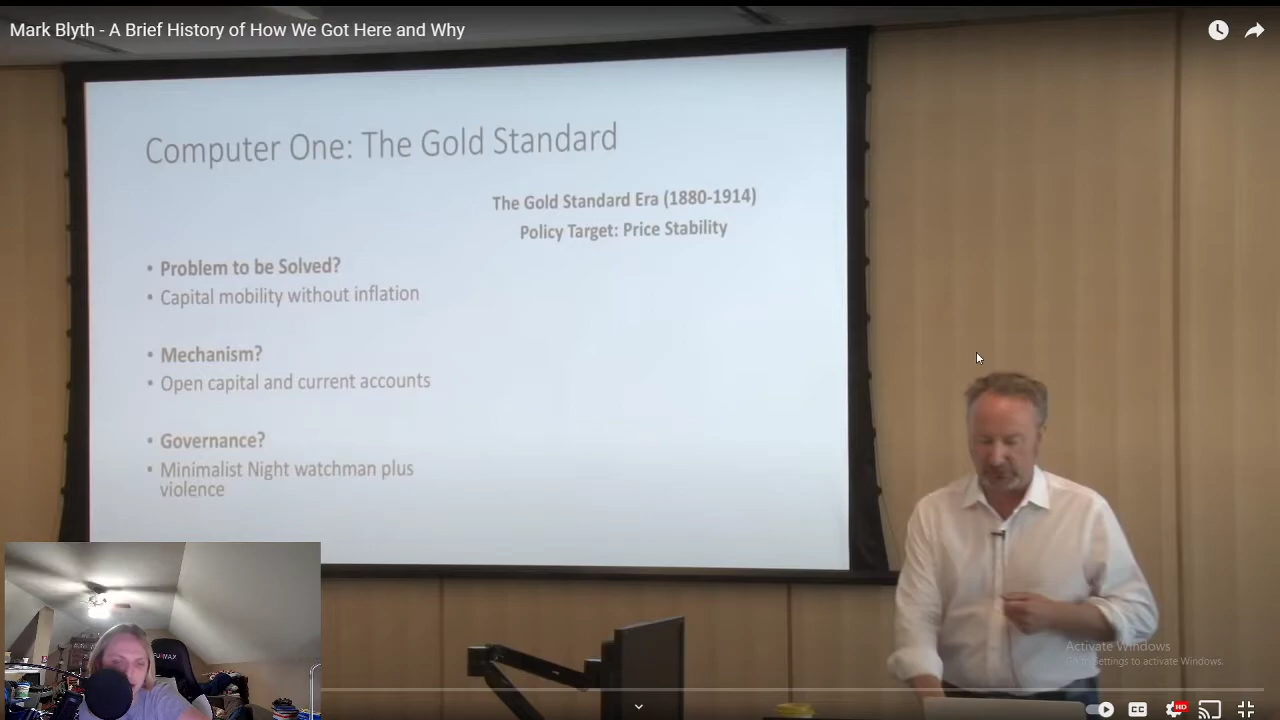 Mark Blyth - A Brief History of How We Got Here and Why
Computer One: The Gold Standard
The Gold Standard Era (1880-1914)
Policy Target: Price Stability
• Problem to be Solved?
• Capital mobility without inflation
• Mechanism?
• Open capital and current accounts
• Governance?
• Minimalist Night watchman plus
violence
Activate Windows
Go to Settings to activate Windows.
CC
HD